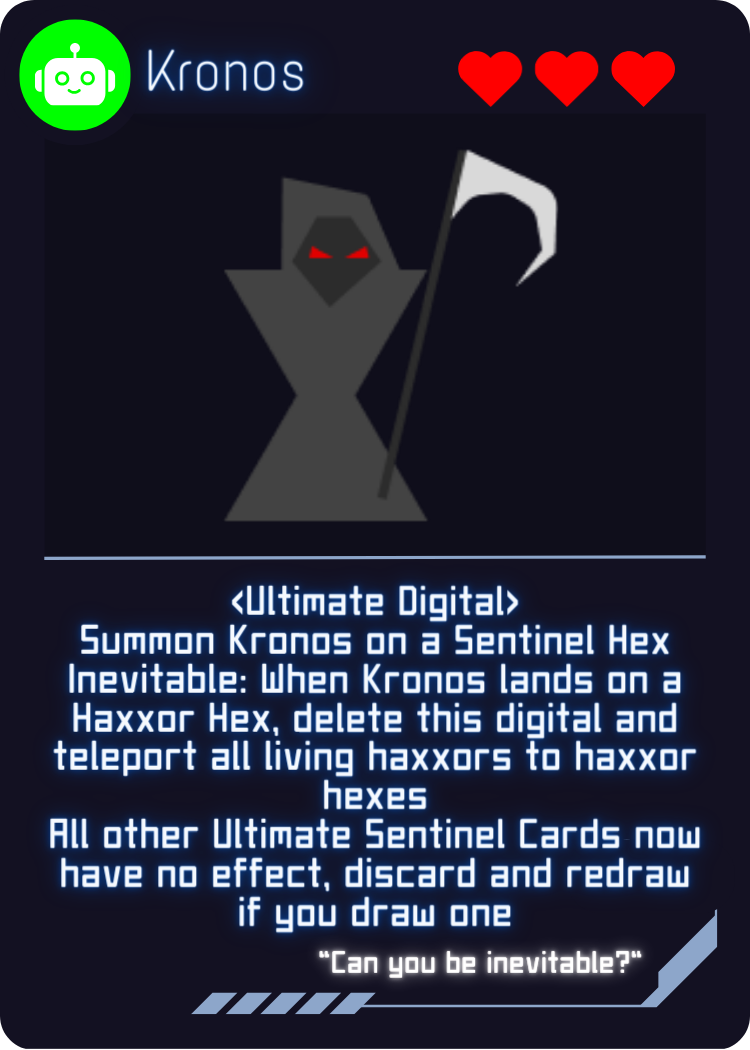 Kronos
<Ultimate Digital>
Summon Kronos on a Sentinel Hex
Inevitable: When Kronos lands on a
Haxxor Hex, delete this digital and
teleport all living haxxors to haxxor
hexes
All other Ultimate Sentinel Cards now
have no effect, discard and redraw
if you draw one
"Can you be inevitable?"